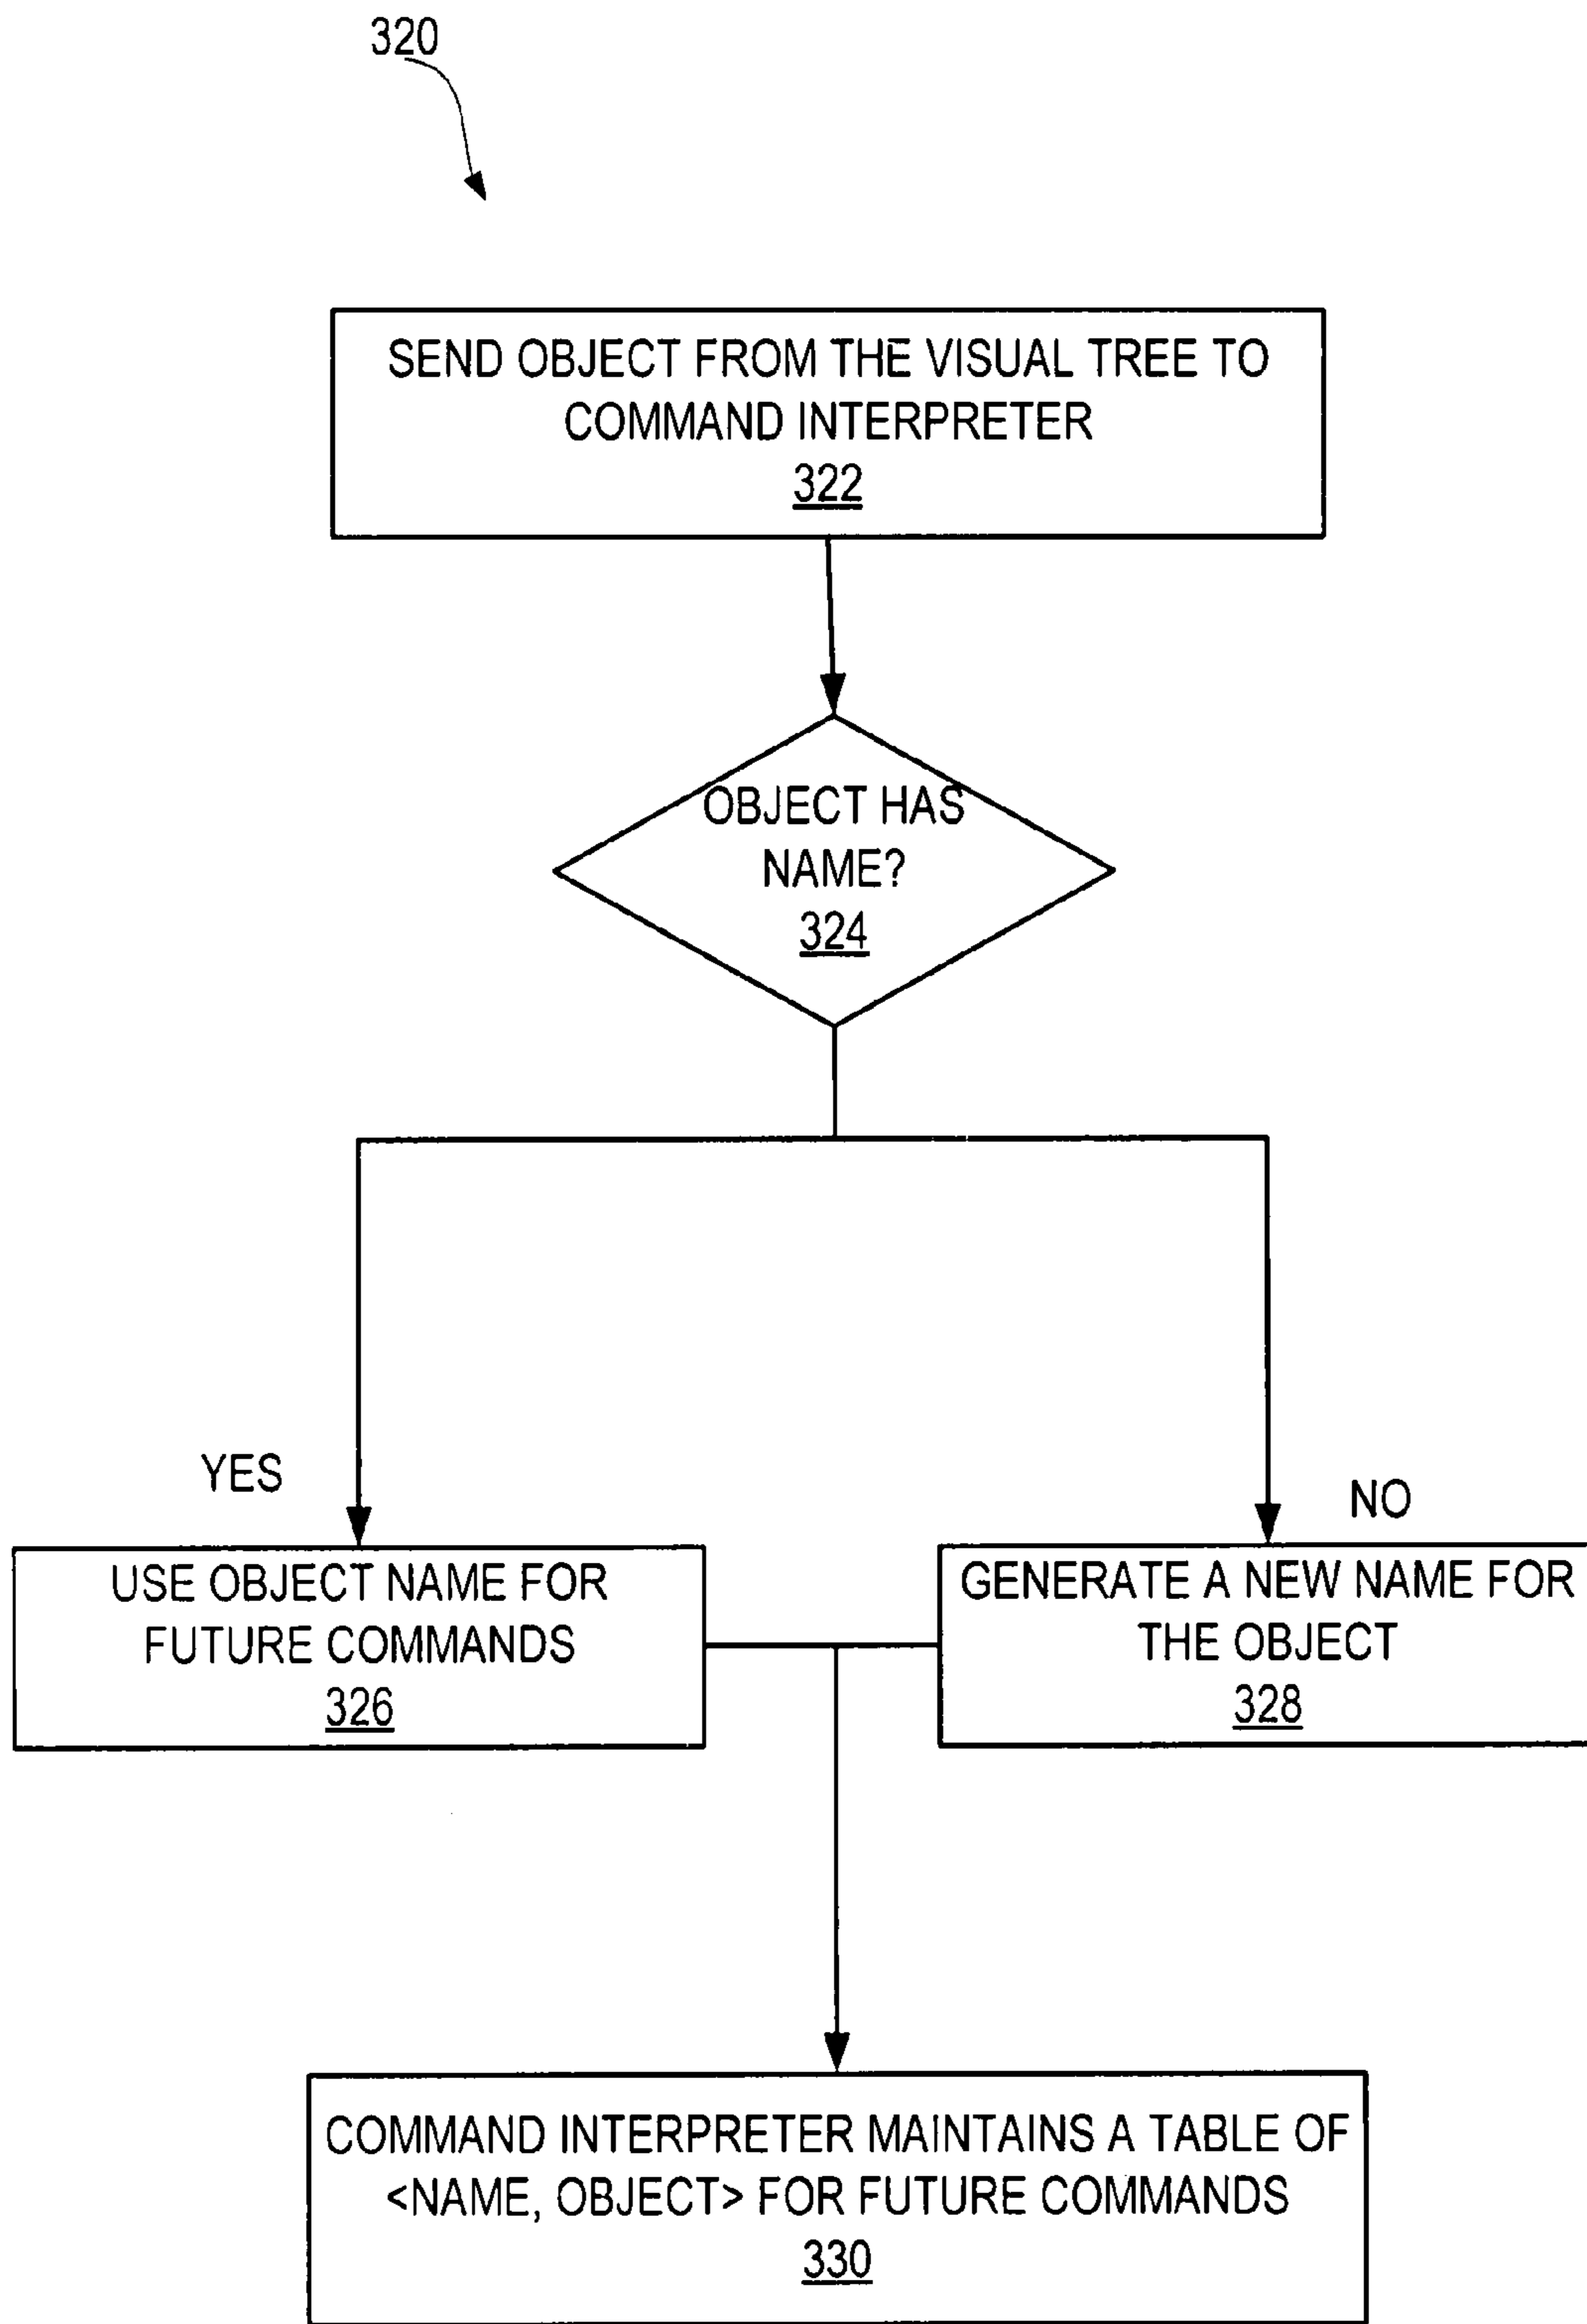 320
SEND OBJECT FROM THE VISUAL TREE TO
COMMAND INTERPRETER
322
OBJECT HAS
NAME?
324
YES
NO
USE OBJECT NAME FOR
FUTURE COMMANDS
326
GENERATE A NEW NAME FOR
THE OBJECT
328
COMMAND INTERPRETER MAINTAINS A TABLE OF
<NAME, OBJECT> FOR FUTURE COMMANDS
330